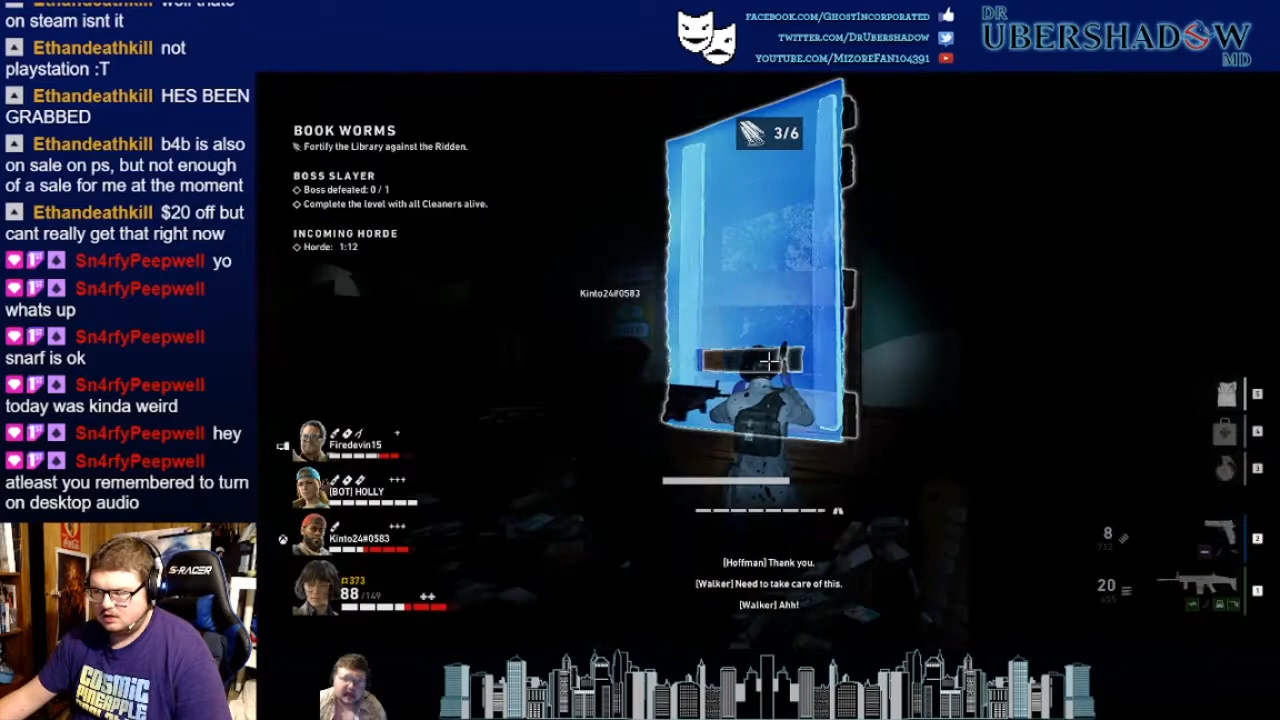 on steam isnt it
Ethandeathkill not
playstation :T
Ethandeathkill HES BEEN
GRABBED
Ethandeathkill b4b is also
on sale on ps, but not enough
of a sale for me at the moment
Ethandeathkill $20 off but
cant really get that right now
Sn4rfyPeepwell yo
Sn4rfyPeepwell
whats up
Sn4rfyPeepwell
snarf is ok
Sn4rfyPeepwell
today was kinda weird
Sn4rfyPeepwell hey
Sn4rfyPeepwell
atleast you remembered to turn
on desktop audio
FACEBOOK.COM/GHOSTINCORPORATED
TWITTER.COM/DRUBERSHADOW
YOUTUBE.COM/MIZOREFAN104391
DR
UBERSHADOW
MD
BOOK WORMS
Fortify the Library against the Ridden.
BOSS SLAYER
Boss defeated: 0 / 1
Complete the level with all Cleaners alive.
INCOMING HORDE
Horde: 1:12
3/6
Kinto24#0583
Firedevin15
[BOT] HOLLY
Kinto24#0583
373
88/149
[Hoffman] Thank you.
[Walker] Need to take care of this.
[Walker] Ahh!
5
4
3
8
712
2
20
1
S-RACER
COSMIC
PINEAPPLE